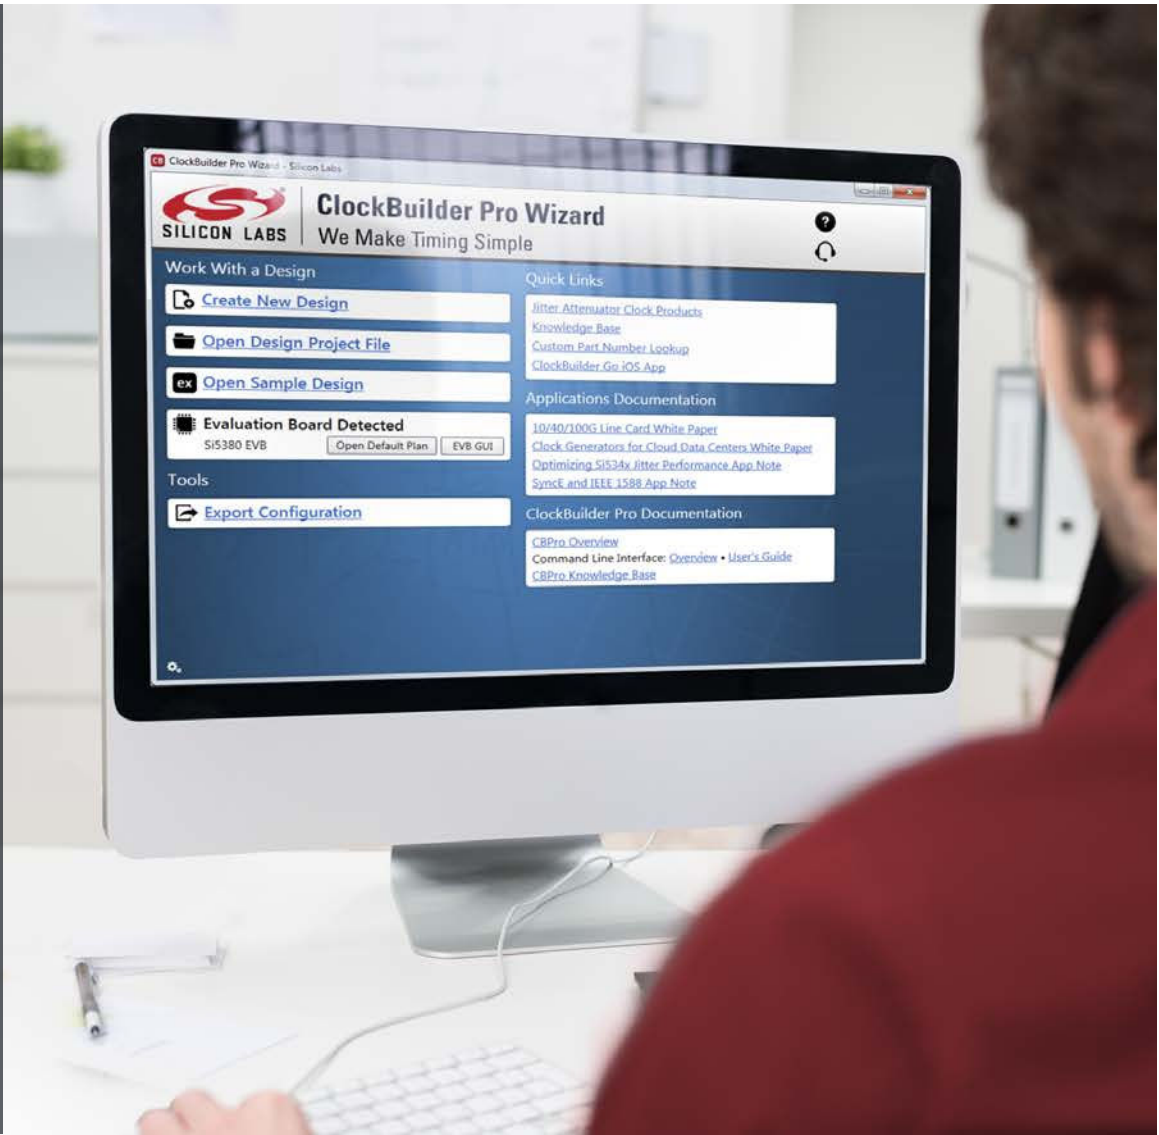 CB ClockBuilder Pro Wizard - Silicon Labs
SILICON LABS
ClockBuilder Pro Wizard
We Make Timing Simple
?
Work With a Design
Create New Design
Open Design Project File
ex Open Sample Design
Evaluation Board Detected
Si5380 EVB Open Default Plan EVB GUI
Tools
Export Configuration
Quick Links
Jitter Attenuator Clock Products
Knowledge Base
Custom Part Number Lookup
ClockBuilder Go iOS App
Applications Documentation
10/40/100G Line Card White Paper
Clock Generators for Cloud Data Centers White Paper
Optimizing Si534x Jitter Performance App Note
SyncE and IEEE 1588 App Note
ClockBuilder Pro Documentation
CBPro Overview
Command Line Interface: Overview • User's Guide
CBPro Knowledge Base